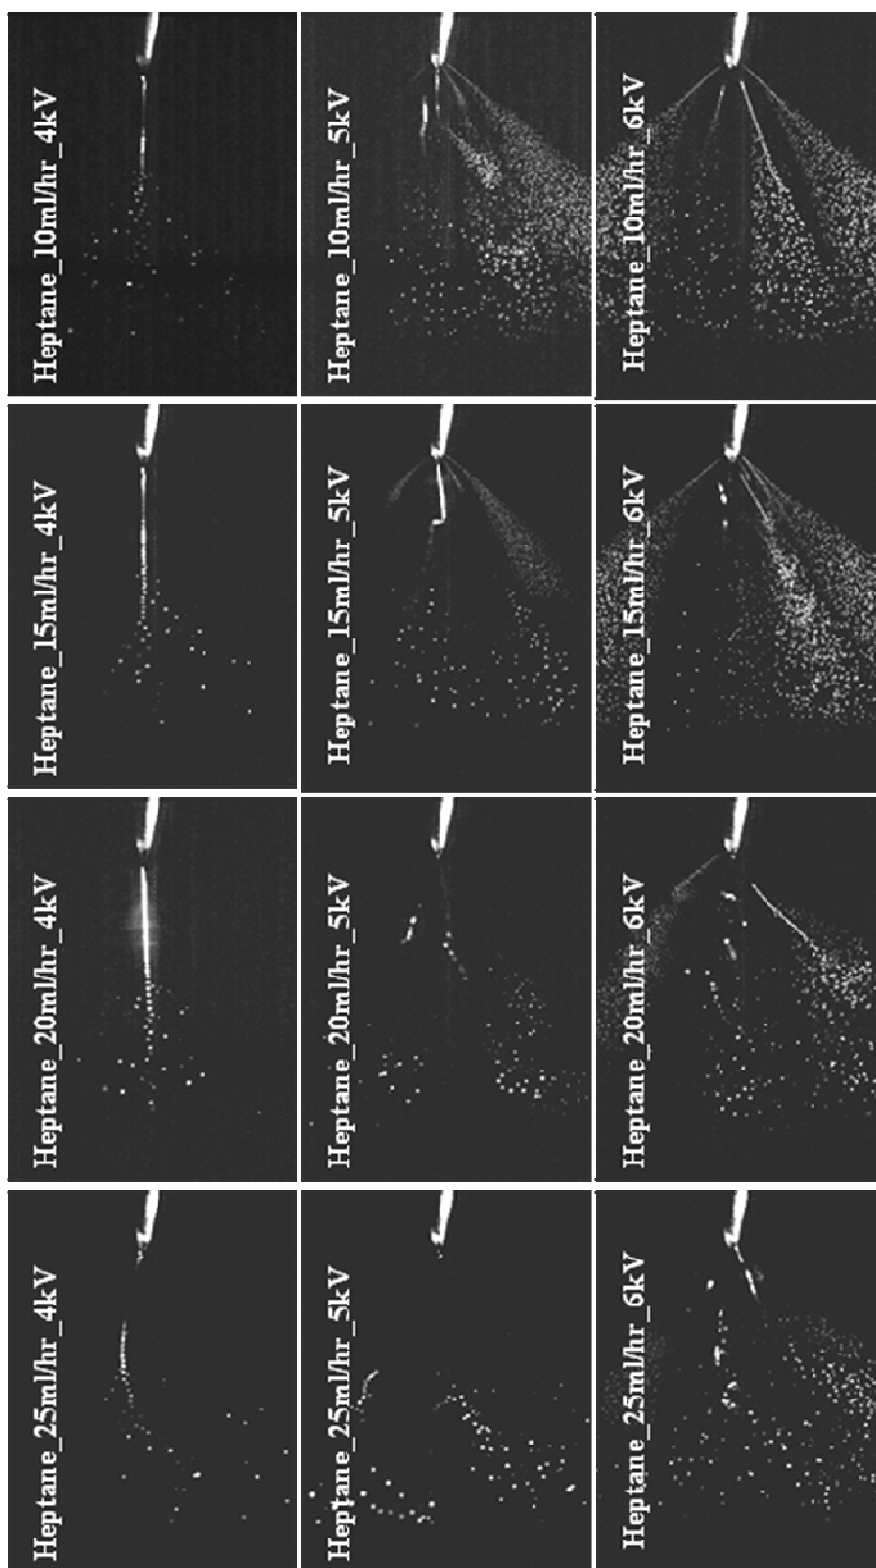 Heptane_10ml/hr_4kV
Heptane_10ml/hr_5kV
Heptane_10ml/hr_6kV
Heptane_15ml/hr_4kV
Heptane_15ml/hr_5kV
Heptane_15ml/hr_6kV
Heptane_20ml/hr_4kV
Heptane_20ml/hr_5kV
Heptane_20ml/hr_6kV
Heptane_25ml/hr_4kV
Heptane_25ml/hr_5kV
Heptane_25ml/hr_6kV